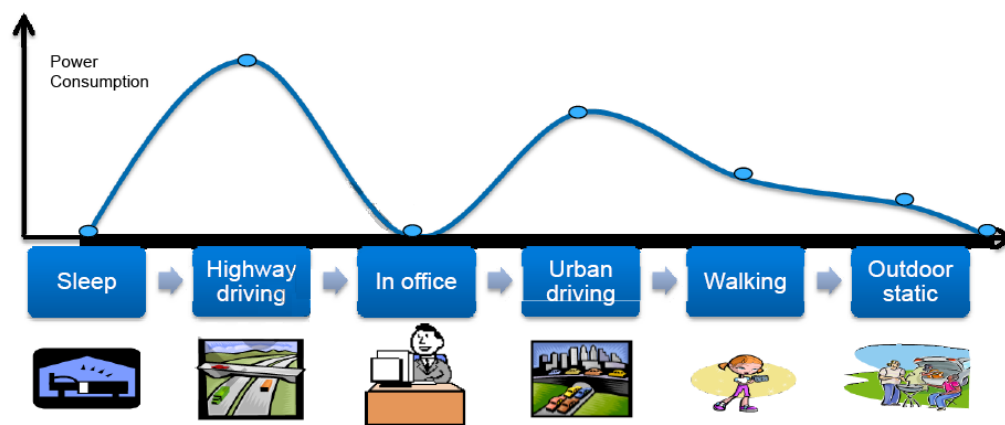 Power
Consumption
Sleep
Highway
driving
In office
Urban
driving
Walking
Outdoor
static